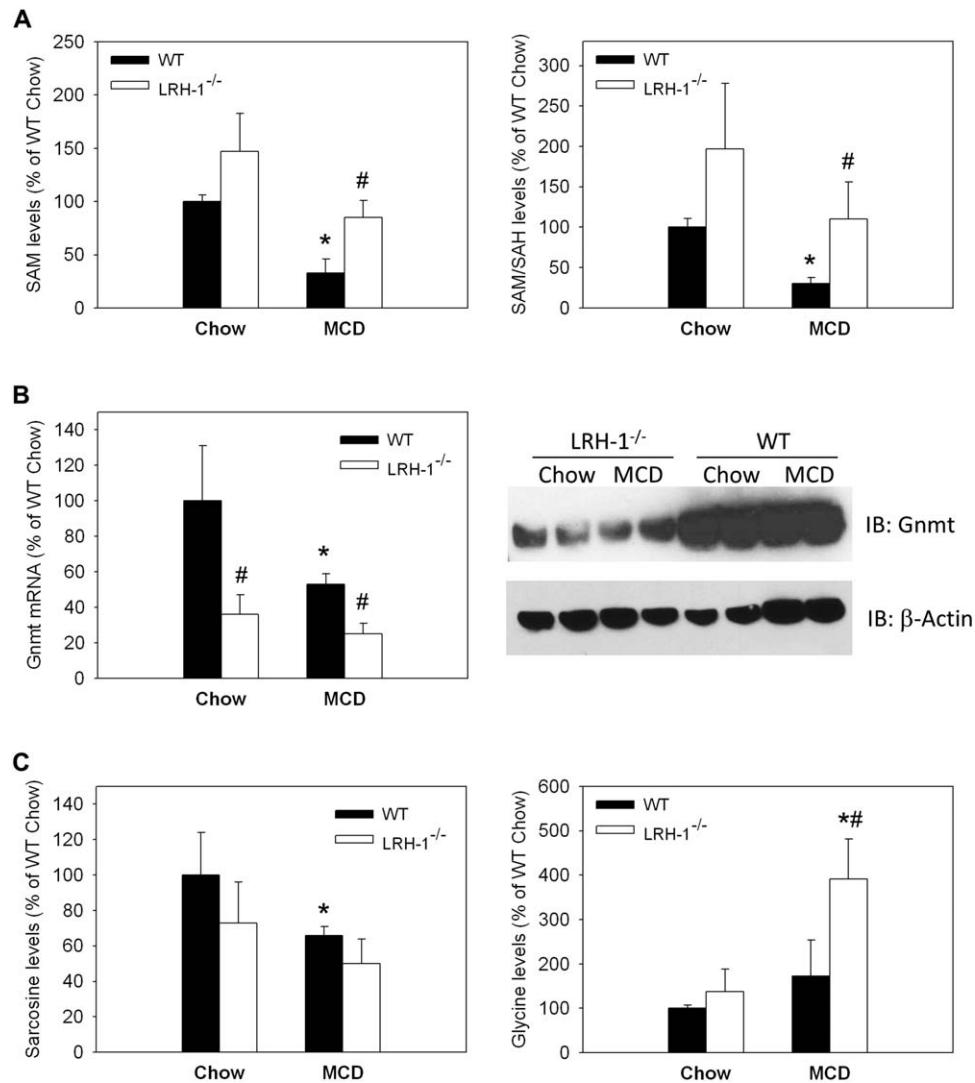 A
SAM levels (% of WT Chow)
250
200
150
100
50
0
WT
LRH-1-/-
*
#
Chow MCD
SAM/SAH levels (% of WT Chow)
300
250
200
150
100
50
0
WT
LRH-1-/-
*
#
Chow MCD
B
Gnmt mRNA (% of WT Chow)
140
120
100
80
60
40
20
0
WT
LRH-1-/-
#
*
#
Chow MCD
LRH-1-/- WT
Chow MCD Chow MCD
IB: Gnmt
IB: β-Actin
C
Sarcosine levels (% of WT Chow)
140
120
100
80
60
40
20
0
WT
LRH-1-/-
*
Chow MCD
Glycine levels (% of WT Chow)
600
500
400
300
200
100
0
WT
LRH-1-/-
*#
Chow MCD